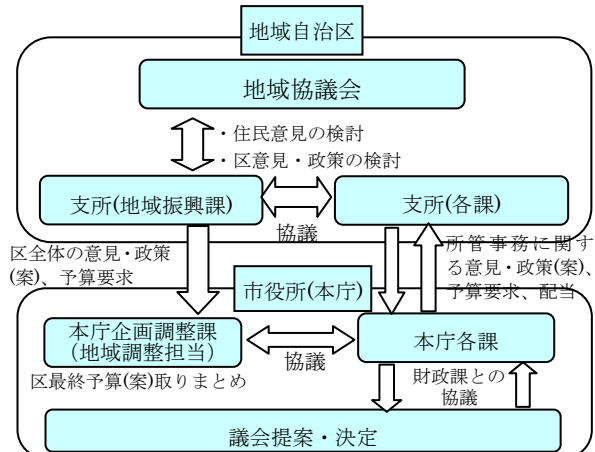 地域自治区
地域協議会
・住民意見の検討
・区意見・政策の検討
支所(地域振興課)
支所(各課)
協議
区全体の意見・政策
(案)、予算要求
所管事務に関す
る意見・政策(案)、
予算要求、配当
市役所(本庁)
本庁企画調整課
(地域調整担当)
本庁各課
協議
区最終予算(案)取りまとめ
財政課との
協議
議会提案・決定